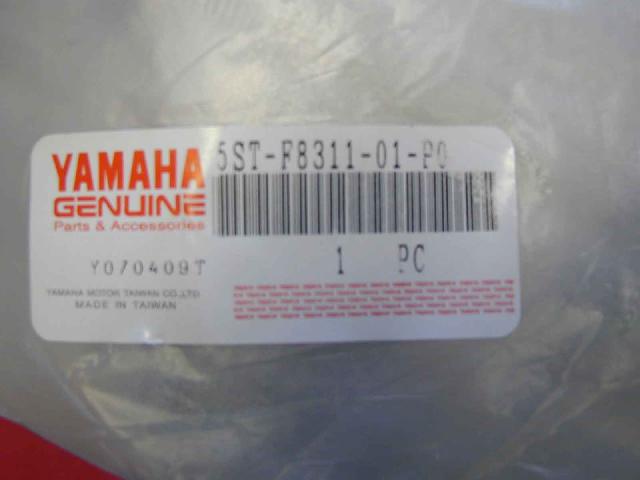 YAMAHA
GENUINE
Parts & Accessories
5ST-F8311-01-P0
Y070409T
1 PC
YAMAHA MOTOR TAIWAN CO.,LTD.
MADE IN TAIWAN